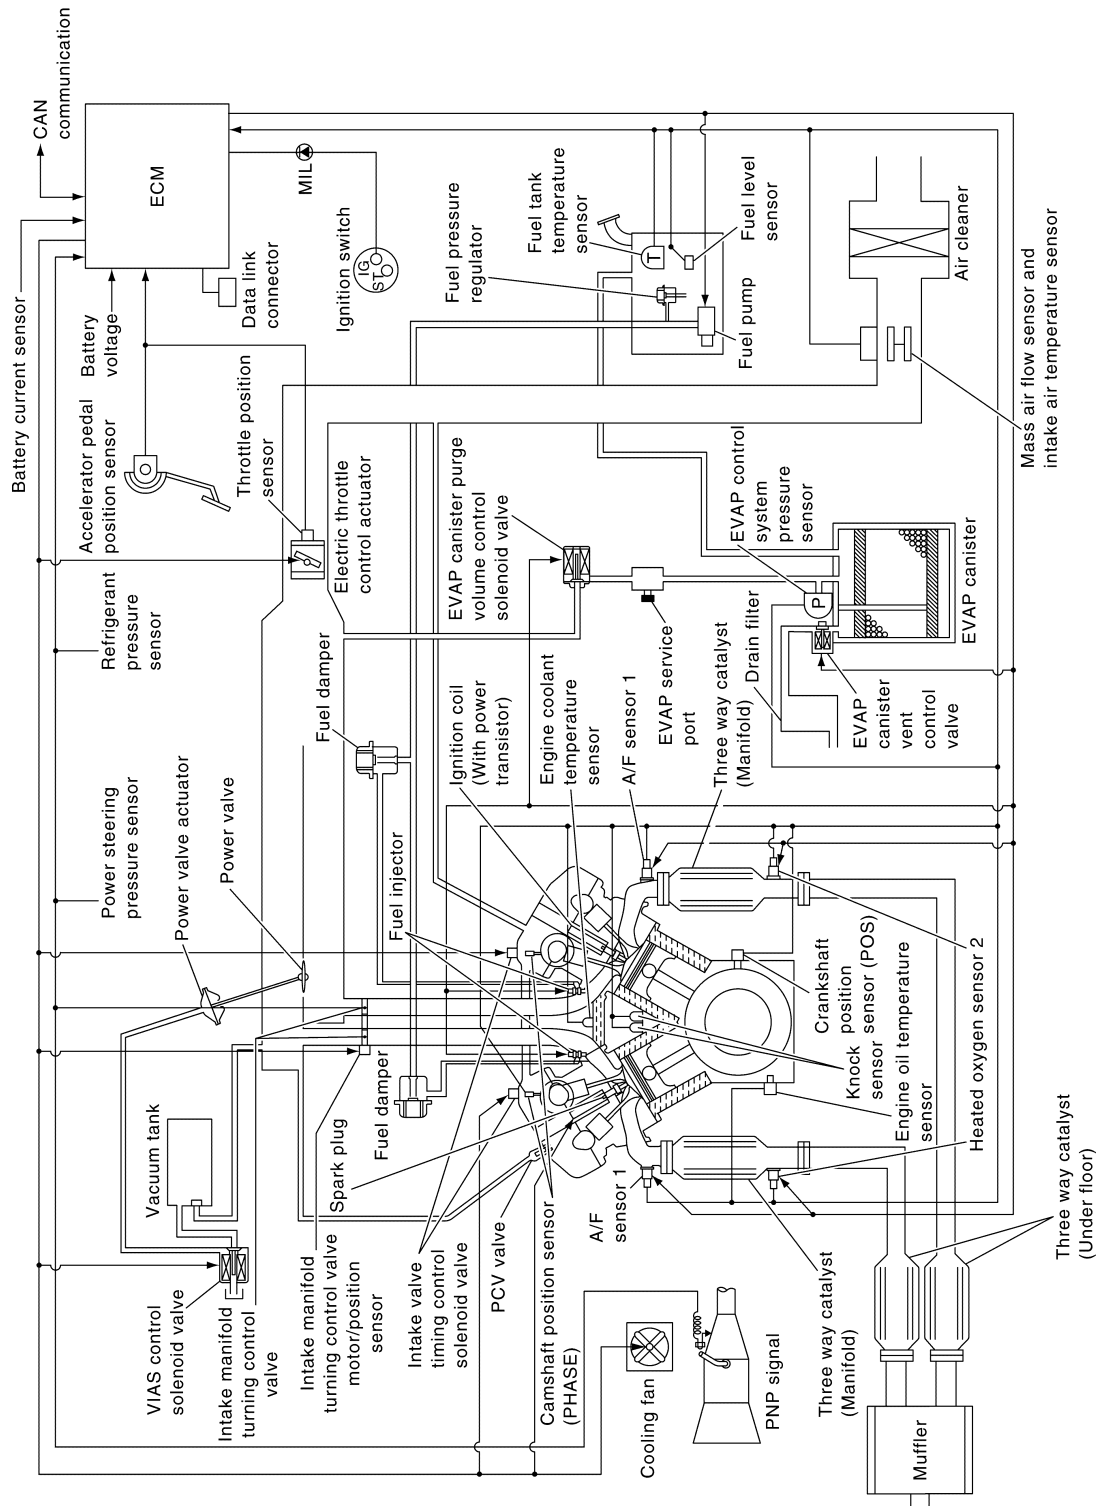 Battery current sensor
CAN
communication
ECM
MIL
Battery
voltage
Data link
connector
Ignition switch
IG
ST
Accelerator pedal
position sensor
Throttle position
sensor
Electric throttle
control actuator
Refrigerant
pressure
sensor
Fuel pressure
regulator
Fuel tank
temperature
sensor
T
Fuel level
sensor
Fuel pump
Air cleaner
Mass air flow sensor and
intake air temperature sensor
EVAP canister purge
volume control
solenoid valve
EVAP service
port
EVAP control
system
pressure
sensor
P
Drain filter
EVAP canister
EVAP
canister
vent
control
valve
Power steering
pressure sensor
Power valve actuator
Power valve
Fuel damper
Fuel injector
Ignition coil
(With power
transistor)
Engine coolant
temperature
sensor
A/F sensor 1
Three way catalyst
(Manifold)
Crankshaft
position
sensor (POS)
Knock
sensor
Engine oil temperature
sensor
Heated oxygen sensor 2
Vacuum tank
VIAS control
solenoid valve
Intake manifold
turning control
valve
Intake manifold
turning control valve
motor/position
sensor
Fuel damper
Spark plug
PCV valve
Intake valve
timing control
solenoid valve
Camshaft position sensor
(PHASE)
A/F
sensor 1
Cooling fan
PNP signal
Three way catalyst
(Manifold)
Three way catalyst
(Under floor)
Muffler